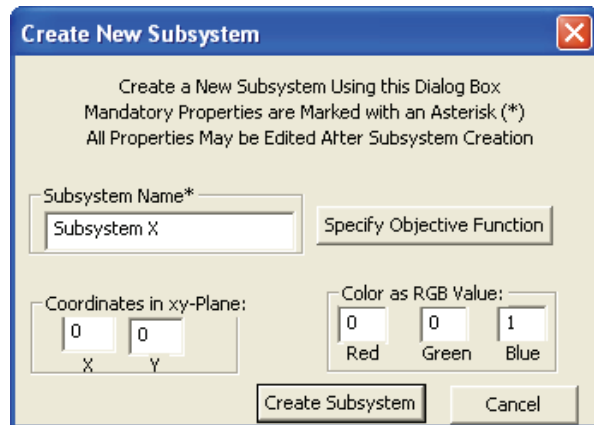 Create New Subsystem
Create a New Subsystem Using this Dialog Box
Mandatory Properties are Marked with an Asterisk (*)
All Properties May be Edited After Subsystem Creation
Subsystem Name*
Subsystem X
Specify Objective Function
Coordinates in xy-Plane:
0 0
X Y
Color as RGB Value:
0 0 1
Red Green Blue
Create Subsystem
Cancel